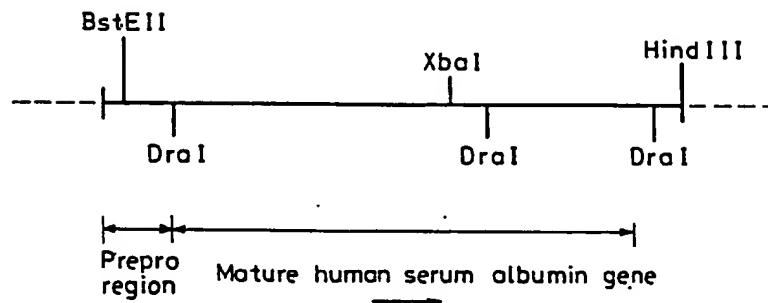 BstEII
XbaI
HindIII
DraI
DraI
DraI
Prepro
region
Mature human serum albumin gene